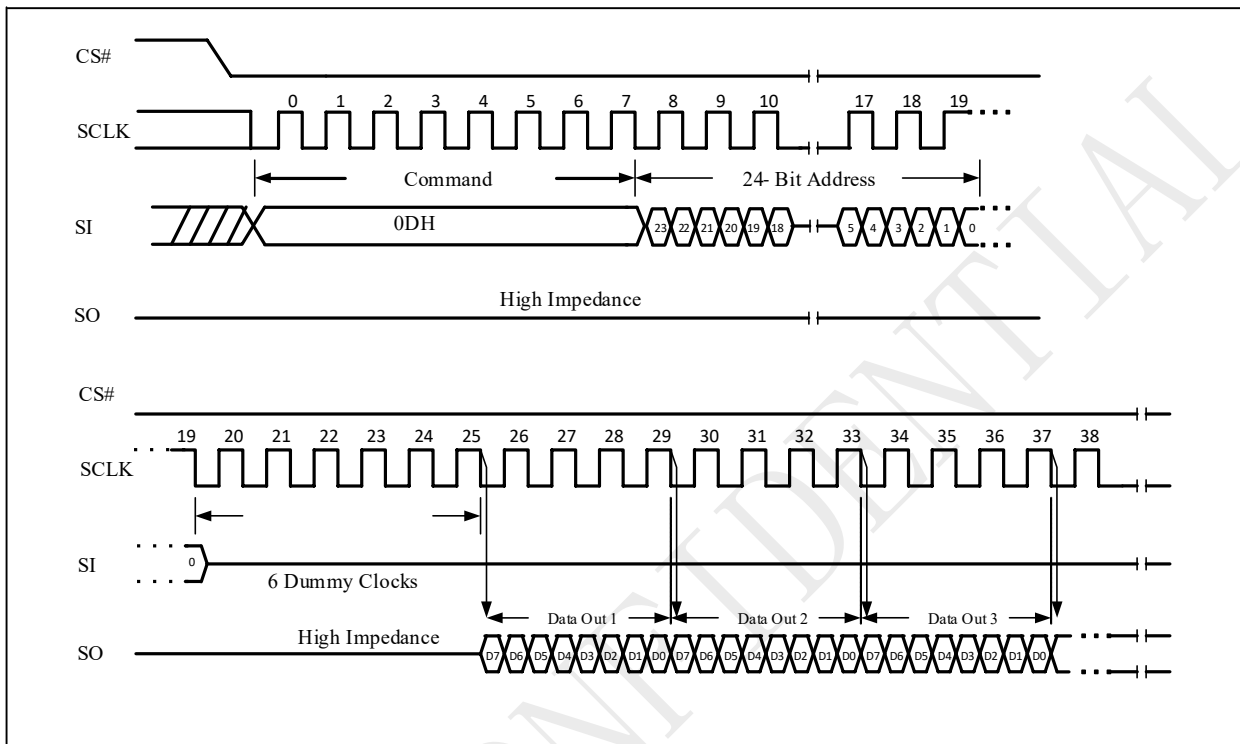 CS#
0 1 2 3 4 5 6 7 8 9 10 17 18 19
SCLK
Command 24- Bit Address
SI 0DH 23 22 21 20 19 18 5 4 3 2 1 0
High Impedance
SO
CS#
19 20 21 22 23 24 25 26 27 28 29 30 31 32 33 34 35 36 37 38
SCLK
SI 0
6 Dummy Clocks
Data Out 1 Data Out 2 Data Out 3
High Impedance
SO D7 D6 D5 D4 D3 D2 D1 D0 D7 D6 D5 D4 D3 D2 D1 D0 D7 D6 D5 D4 D3 D2 D1 D0
NFIDENTIAL